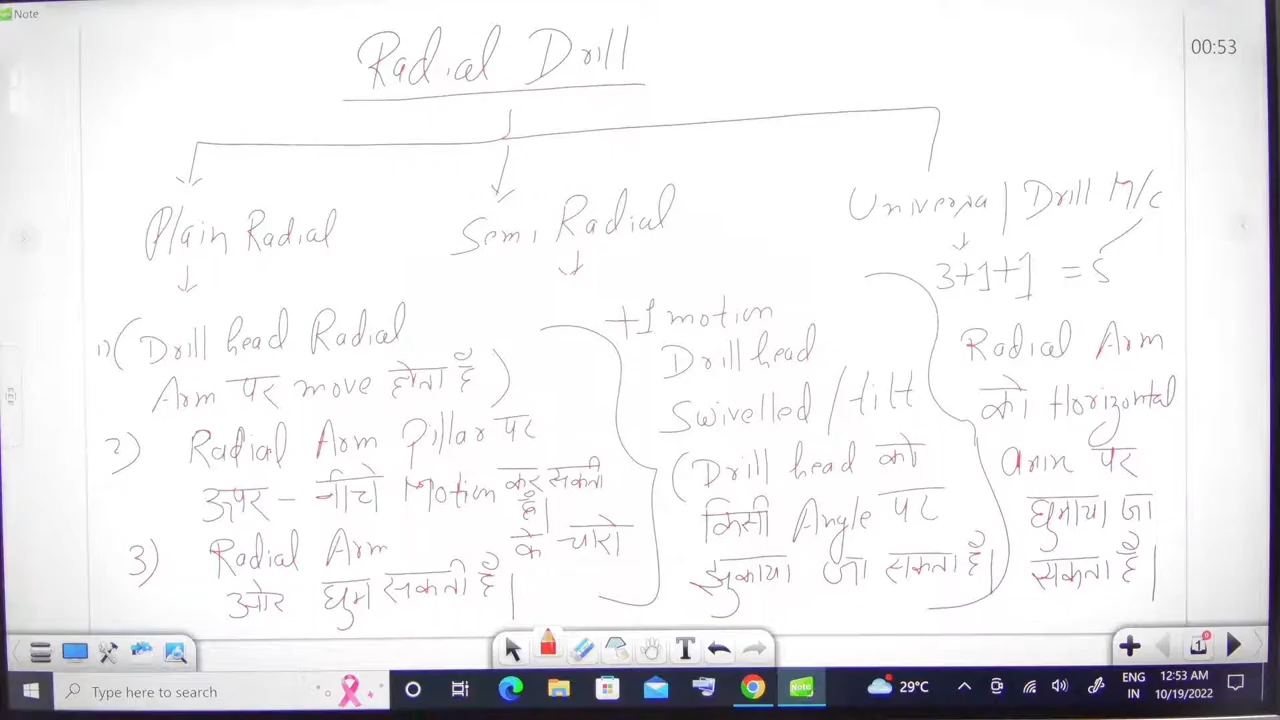 Note
00:53
Radial Drill
Plain Radial
Semi Radial
Universal Drill M/c
3+1+1 = 5
1) (Drill head Radial
Arm पर move होता है)
2) Radial Arm Pillar पर
ऊपर - नीचे Motion कर सकती
है।
3) Radial Arm के चारो
ओर घुम सकती है।
+1 motion
Drill head
Swivelled / tilt
(Drill head को
किसी Angle पर
झुकाया जा सकता है।
Radial Arm
को Horizontal
पर
घुमाया जा
सकता है।
Type here to search
29°C
ENG
IN
12:53 AM
10/19/2022